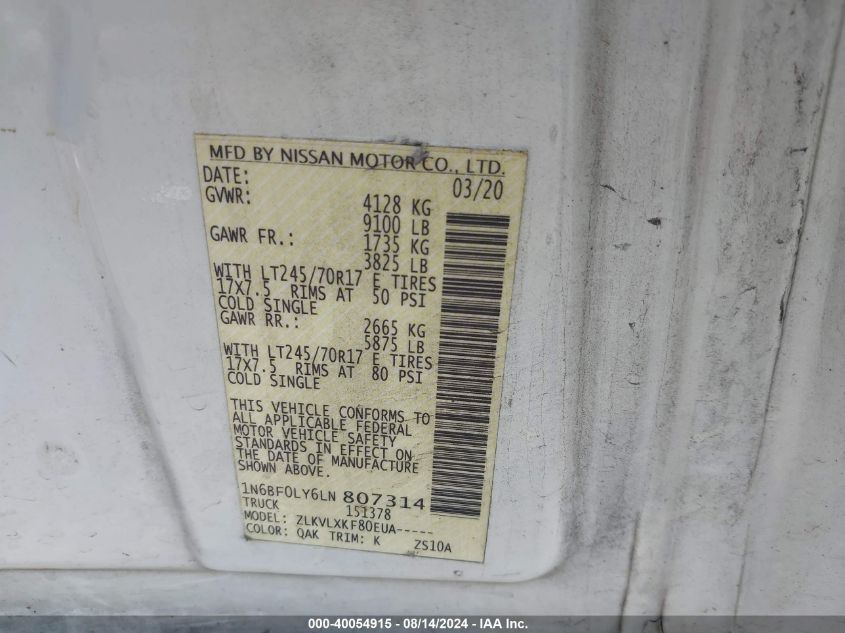 MFD BY NISSAN MOTOR CO., LTD.
DATE: 03/20
GVWR: 4128 KG
9100 LB
GAWR FR.: 1735 KG
3825 LB
WITH LT245/70R17 E TIRES
17X7.5 RIMS AT 50 PSI
COLD SINGLE
GAWR RR.: 2665 KG
5875 LB
WITH LT245/70R17 E TIRES
17X7.5 RIMS AT 80 PSI
COLD SINGLE
THIS VEHICLE CONFORMS TO
ALL APPLICABLE FEDERAL
MOTOR VEHICLE SAFETY
STANDARDS IN EFFECT ON
THE DATE OF MANUFACTURE
SHOWN ABOVE.
1N6BF0LY6LN 807314
TRUCK 151378
MODEL: ZLKVLXKF80EUA-----
COLOR: QAK TRIM: K ZS10A
000-40054915 - 08/14/2024 - IAA Inc.